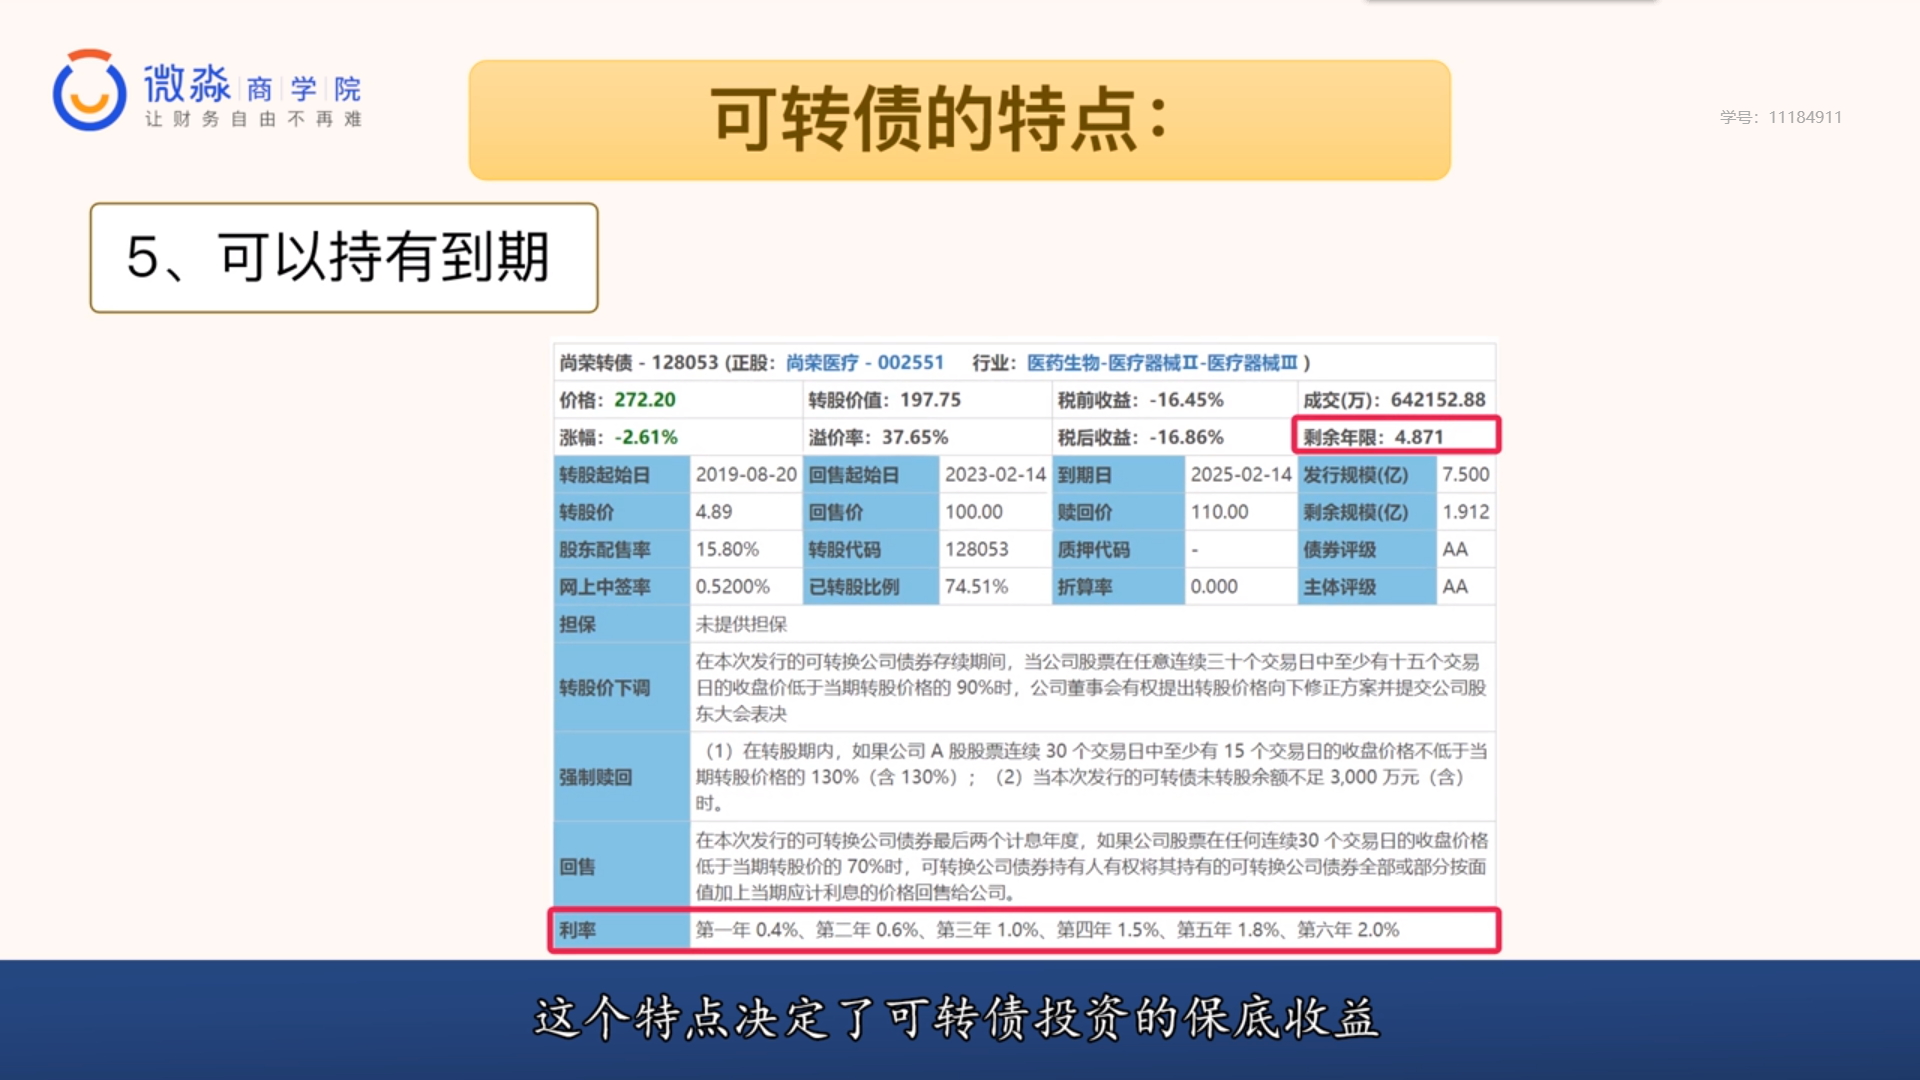 微淼 商 学 院
让财务自由不再难
可转债的特点：
学号：11184911
5、可以持有到期
尚荣转债 - 128053 (正股：尚荣医疗 - 002551 行业：医药生物-医疗器械Ⅱ-医疗器械Ⅲ )
价格：272.20 转股价值：197.75 税前收益：-16.45% 成交(万)：642152.88
涨幅：-2.61% 溢价率：37.65% 税后收益：-16.86% 剩余年限：4.871
转股起始日 2019-08-20 回售起始日 2023-02-14 到期日 2025-02-14 发行规模(亿) 7.500
转股价 4.89 回售价 100.00 赎回价 110.00 剩余规模(亿) 1.912
股东配售率 15.80% 转股代码 128053 质押代码 - 债券评级 AA
网上中签率 0.5200% 已转股比例 74.51% 折算率 0.000 主体评级 AA
担保 未提供担保
转股价下调 在本次发行的可转换公司债券存续期间，当公司股票在任意连续三十个交易日中至少有十五个交易
日的收盘价低于当期转股价格的 90%时，公司董事会有权提出转股价格向下修正方案并提交公司股
东大会表决
强制赎回 （1）在转股期内，如果公司 A 股股票连续 30 个交易日中至少有 15 个交易日的收盘价格不低于当
期转股价格的 130%（含 130%）；（2）当本次发行的可转债未转股余额不足 3,000 万元（含）
时。
回售 在本次发行的可转换公司债券最后两个计息年度，如果公司股票在任何连续30 个交易日的收盘价格
低于当期转股价的 70%时，可转换公司债券持有人有权将其持有的可转换公司债券全部或部分按面
值加上当期应计利息的价格回售给公司。
利率 第一年 0.4%、第二年 0.6%、第三年 1.0%、第四年 1.5%、第五年 1.8%、第六年 2.0%
这个特点决定了可转债投资的保底收益